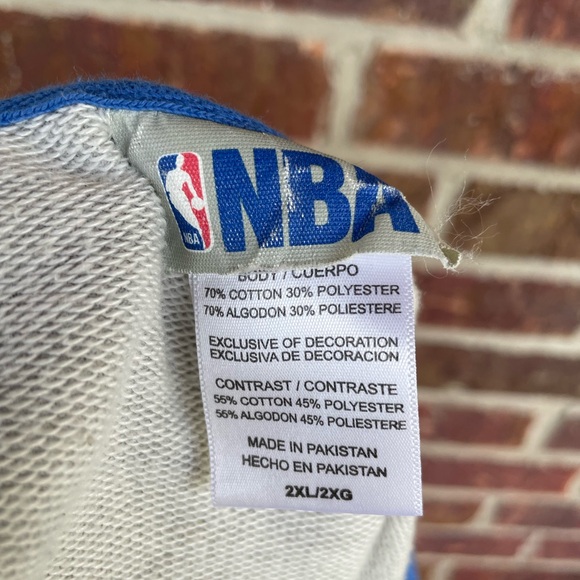 NBA
NBA
BODY / CUERPO
70% COTTON 30% POLYESTER
70% ALGODON 30% POLIESTERE
EXCLUSIVE OF DECORATION
EXCLUSIVA DE DECORACION
CONTRAST / CONTRASTE
55% COTTON 45% POLYESTER
55% ALGODON 45% POLIESTERE
MADE IN PAKISTAN
HECHO EN PAKISTAN
2XL/2XG